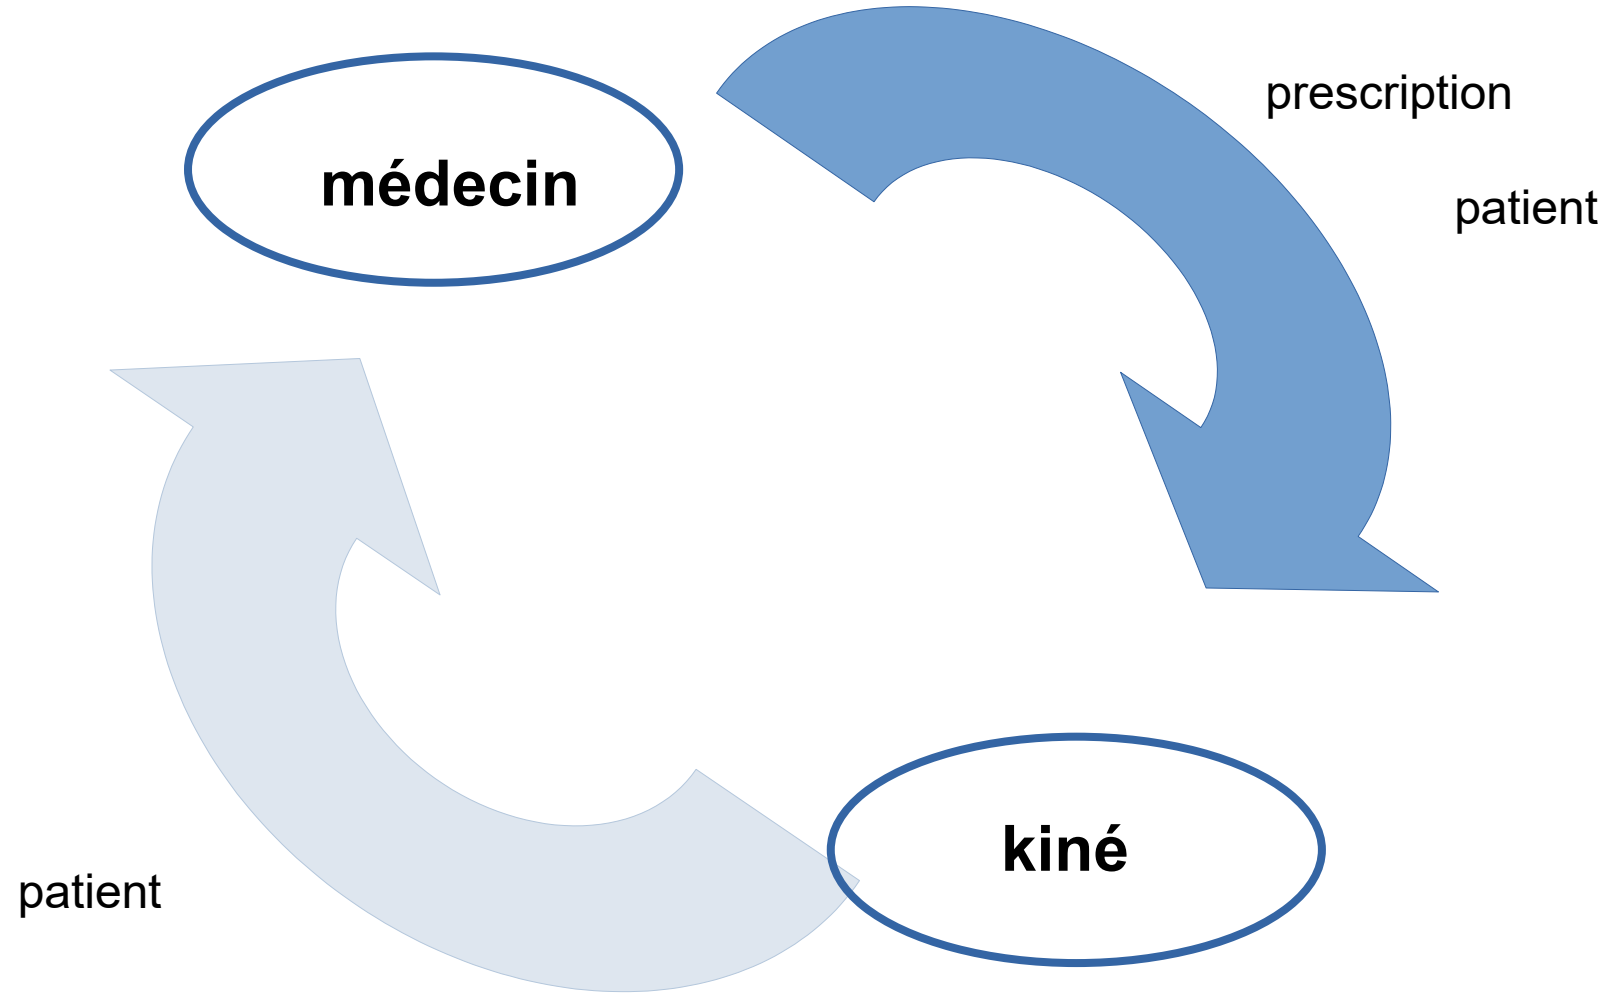 prescription
médecin
patient
kiné
patient